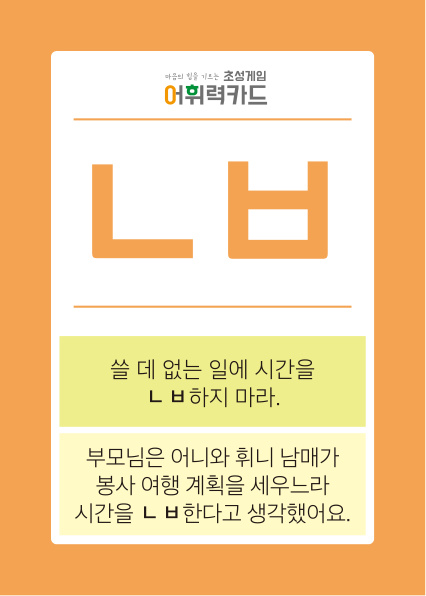 마음의 힘을 기르는 초성게임
어휘력카드
ㄴ ㅂ
쓸 데 없는 일에 시간을
ㄴ ㅂ하지 마라.
부모님은 어니와 휘니 남매가
봉사 여행 계획을 세우느라
시간을 ㄴ ㅂ한다고 생각했어요.